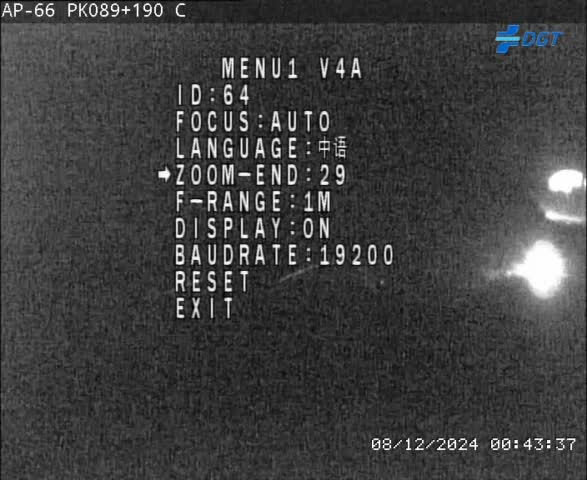 AP-66 PK089+190 C
DGT
MENU1 V4A
ID:64
FOCUS:AUTO
LANGUAGE:中语
ZOOM-END:29
F-RANGE:1M
DISPLAY:ON
BAUDRATE:19200
RESET
EXIT
08/12/2024 00:43:37